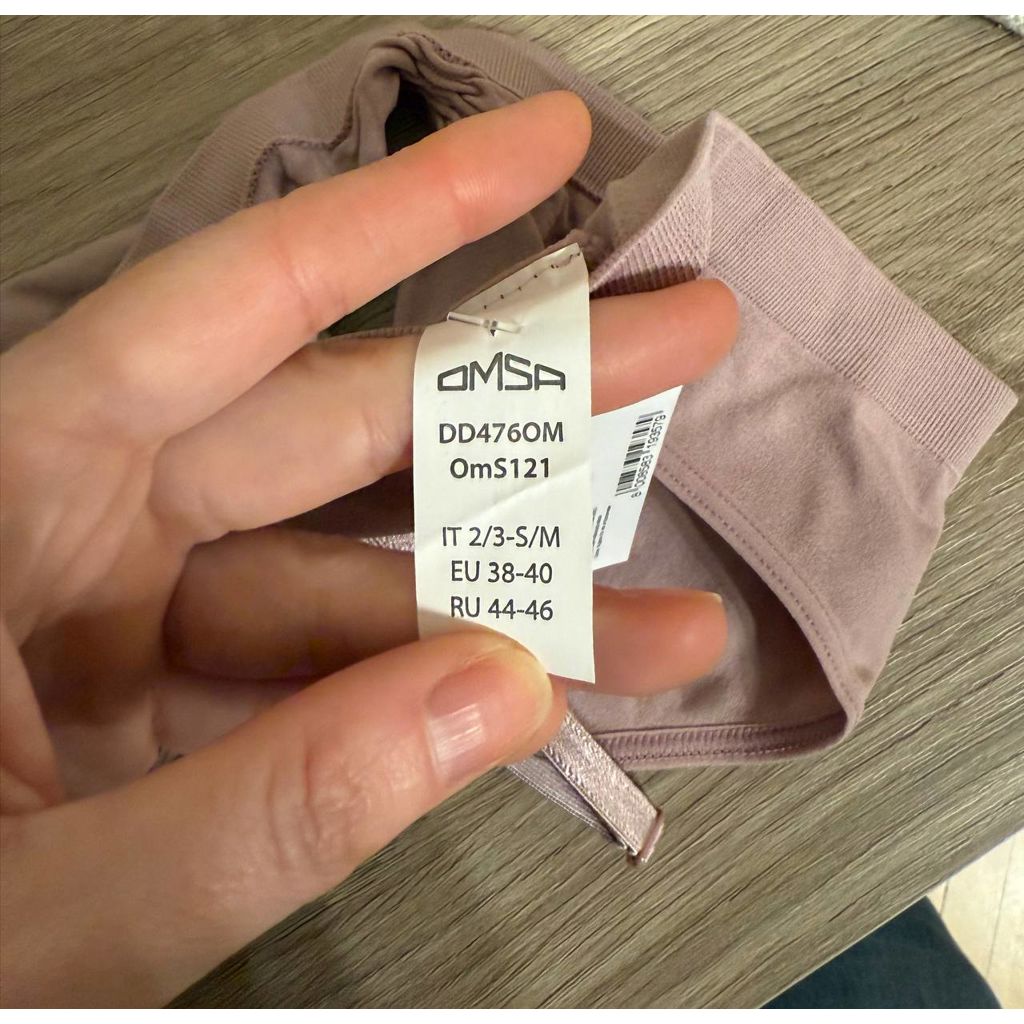 OMSA
DD476OM
OmS121
IT 2/3-S/M
EU 38-40
RU 44-46